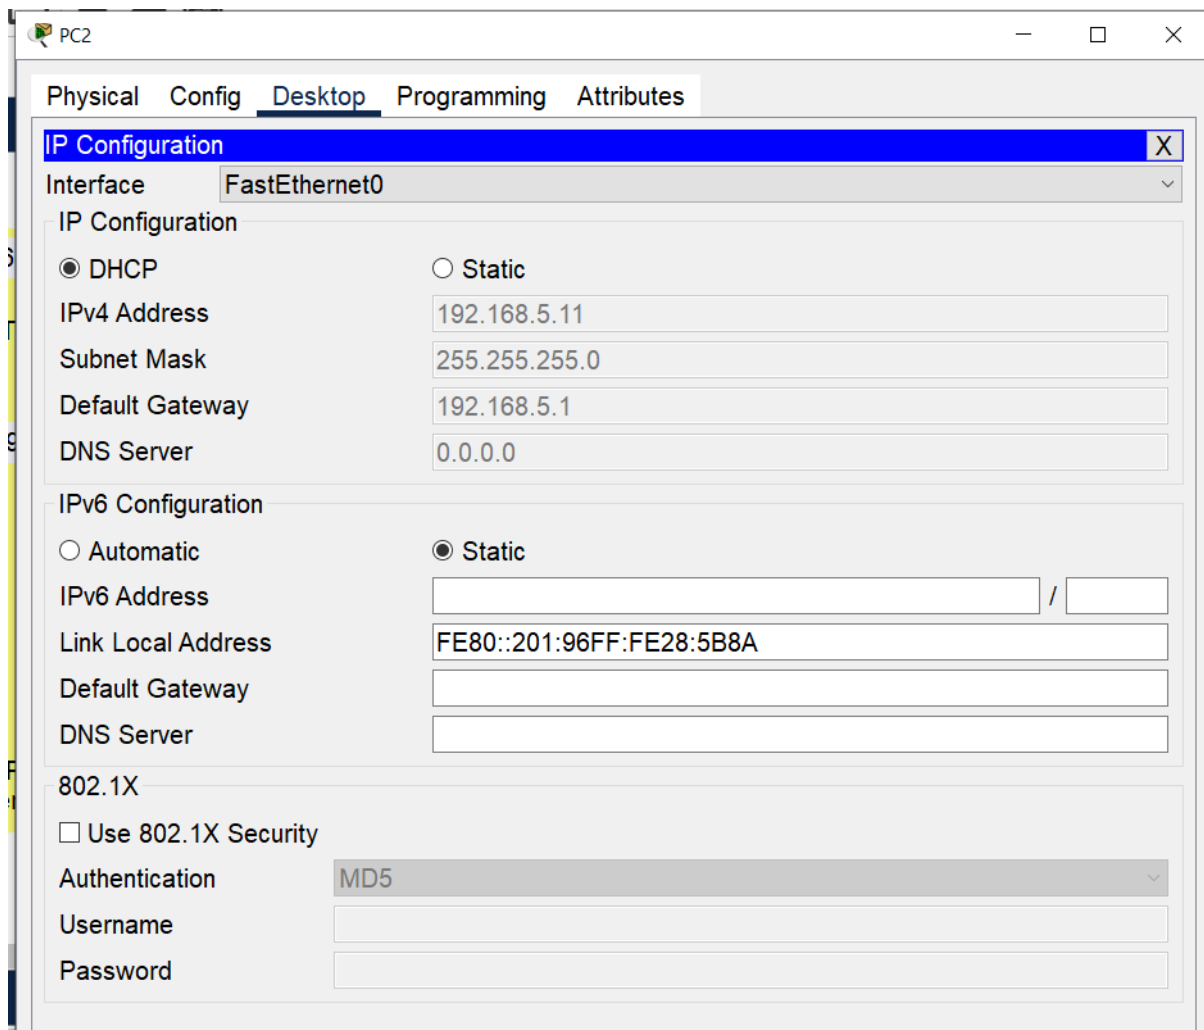 PC2
Physical Config Desktop Programming Attributes
IP Configuration X
Interface FastEthernet0
IP Configuration
DHCP Static
IPv4 Address 192.168.5.11
Subnet Mask 255.255.255.0
Default Gateway 192.168.5.1
DNS Server 0.0.0.0
IPv6 Configuration
Automatic Static
IPv6 Address /
Link Local Address FE80::201:96FF:FE28:5B8A
Default Gateway
DNS Server
802.1X
Use 802.1X Security
Authentication MD5
Username
Password